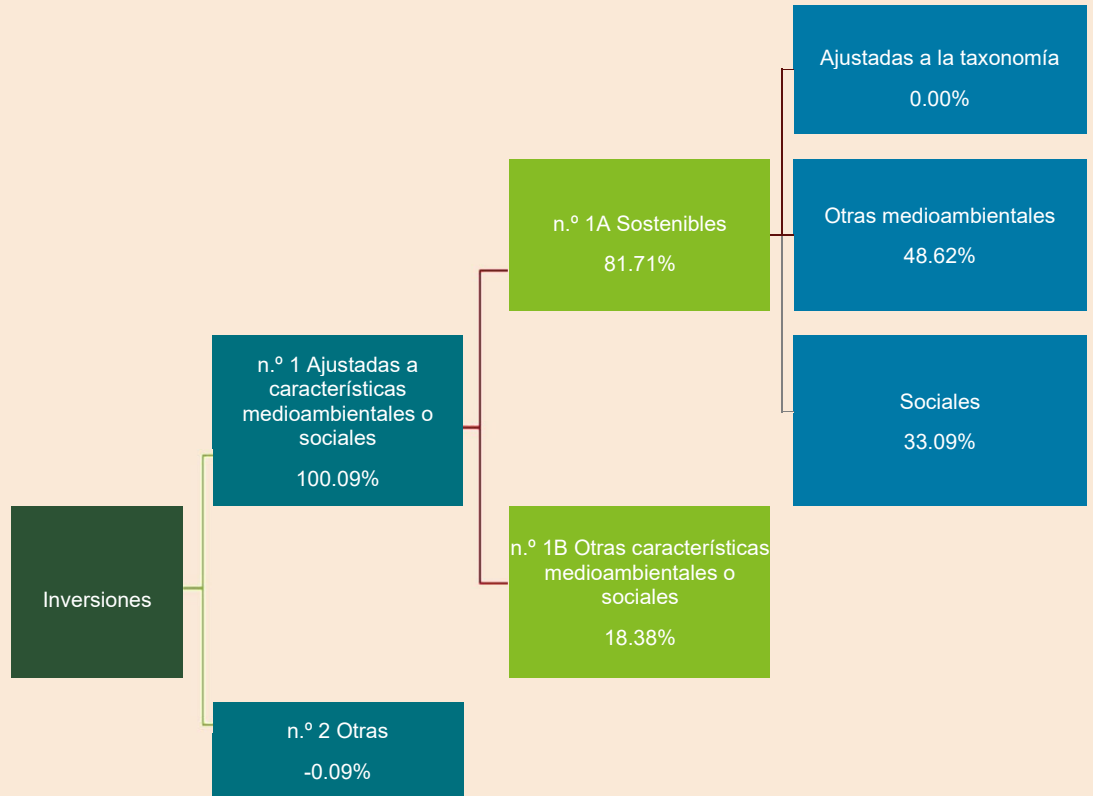 Ajustadas a la taxonomía
0.00%
n.º 1A Sostenibles
81.71%
Otras medioambientales
48.62%
n.º 1 Ajustadas a
características
medioambientales o
sociales
100.09%
Sociales
33.09%
Inversiones
n.º 1B Otras características
medioambientales o
sociales
18.38%
n.º 2 Otras
-0.09%